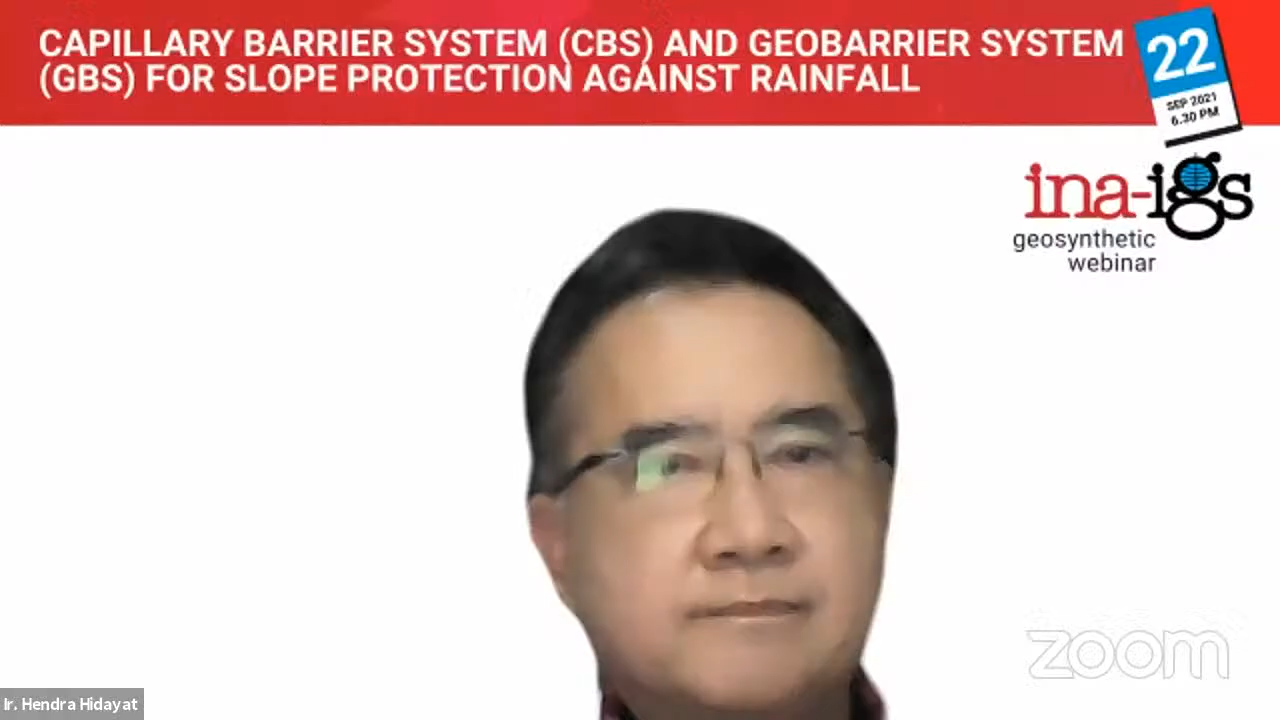 CAPILLARY BARRIER SYSTEM (CBS) AND GEOBARRIER SYSTEM
(GBS) FOR SLOPE PROTECTION AGAINST RAINFALL
22
SEP 2021
6.30 PM
ina-igs
geosynthetic
webinar
zoom
Ir. Hendra Hidayat